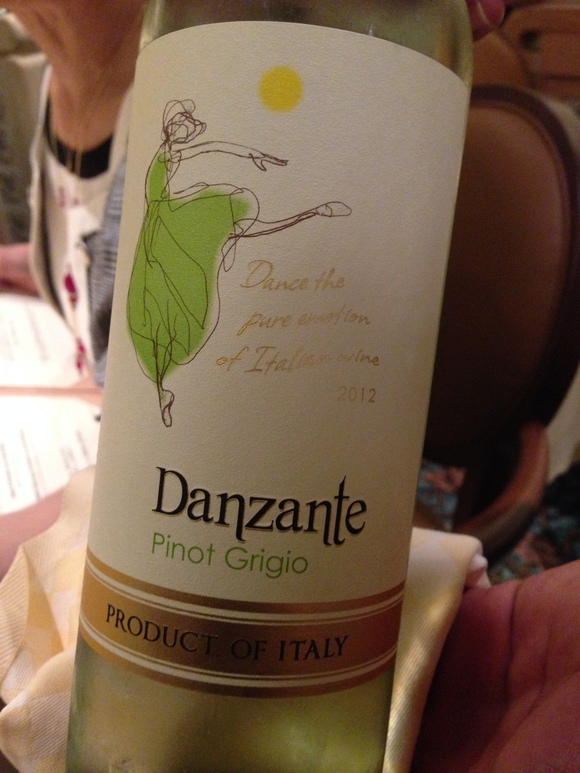 Dance the
pure emotion
of Italian wine
2012
Danzante
Pinot Grigio
PRODUCT OF ITALY